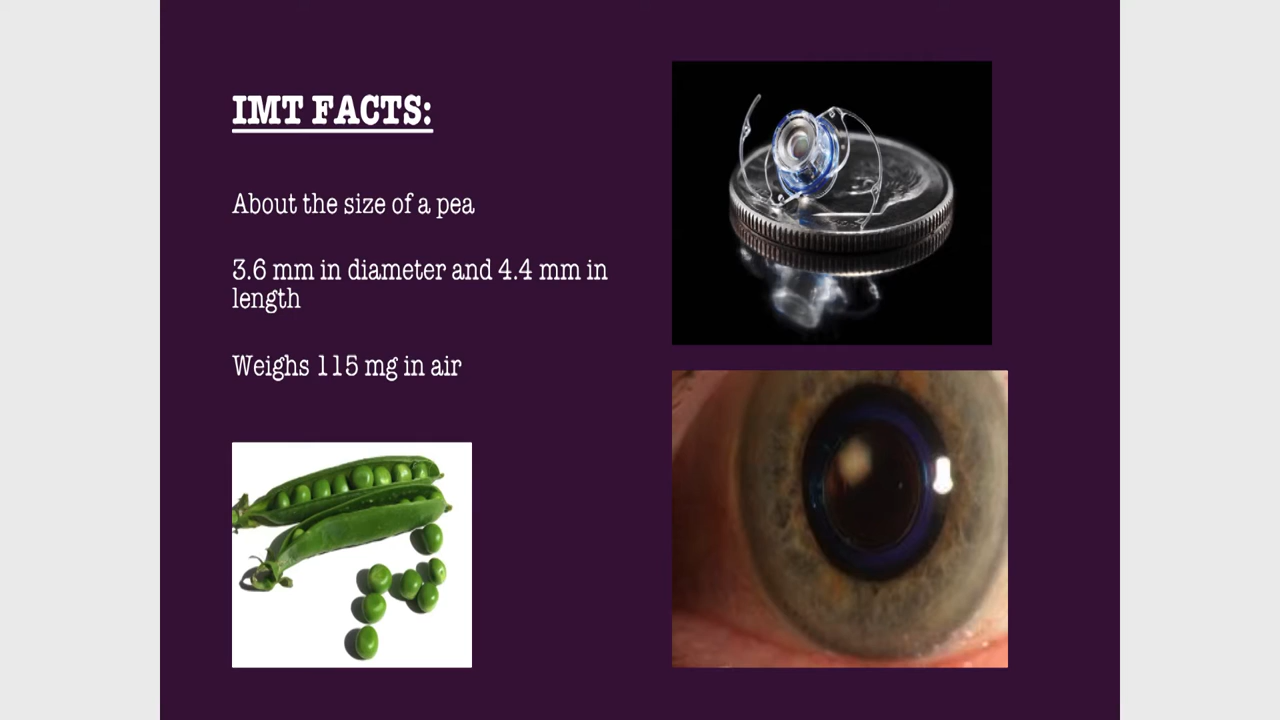 IMT FACTS:
About the size of a pea
3.6 mm in diameter and 4.4 mm in
length
Weighs 115 mg in air